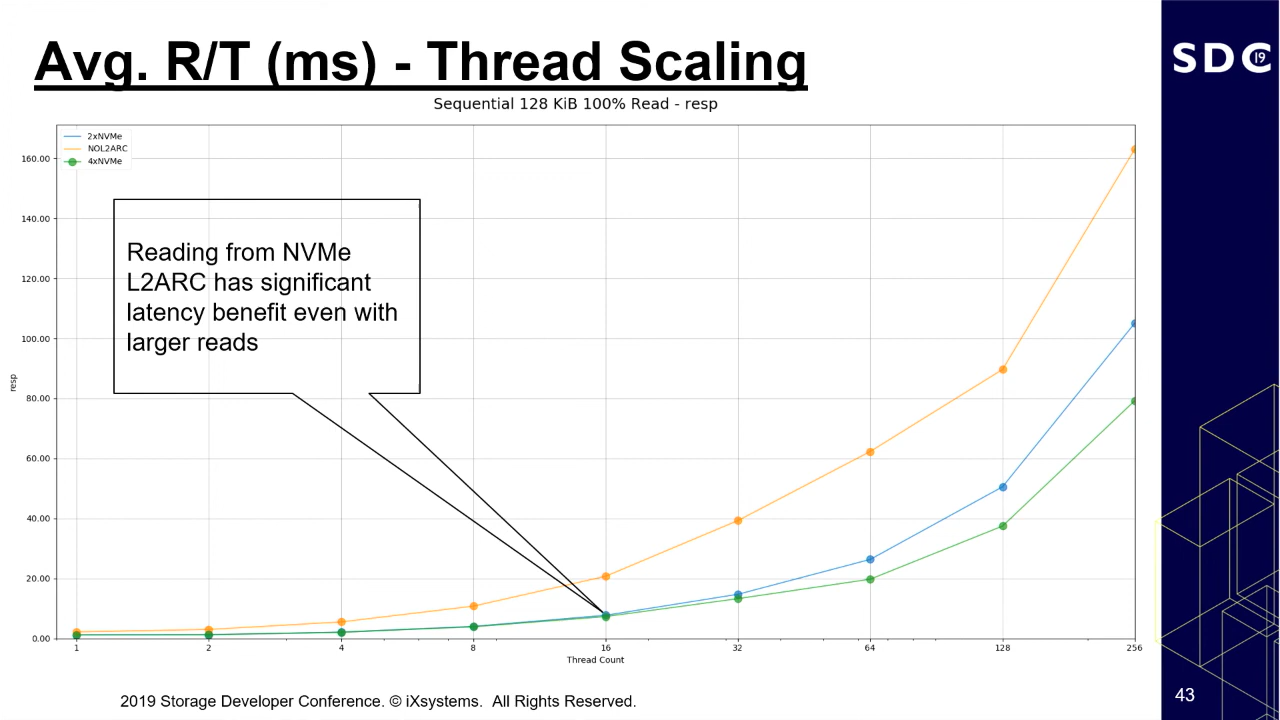 Avg. R/T (ms) - Thread Scaling
SDC 19
Sequential 128 KiB 100% Read - resp
2xNVMe
NOL2ARC
4xNVMe
160.00
140.00
120.00
100.00
80.00
60.00
40.00
20.00
0.00
resp
Reading from NVMe
L2ARC has significant
latency benefit even with
larger reads
1 2 4 8 16 32 64 128 256
Thread Count
2019 Storage Developer Conference. © iXsystems. All Rights Reserved.
43